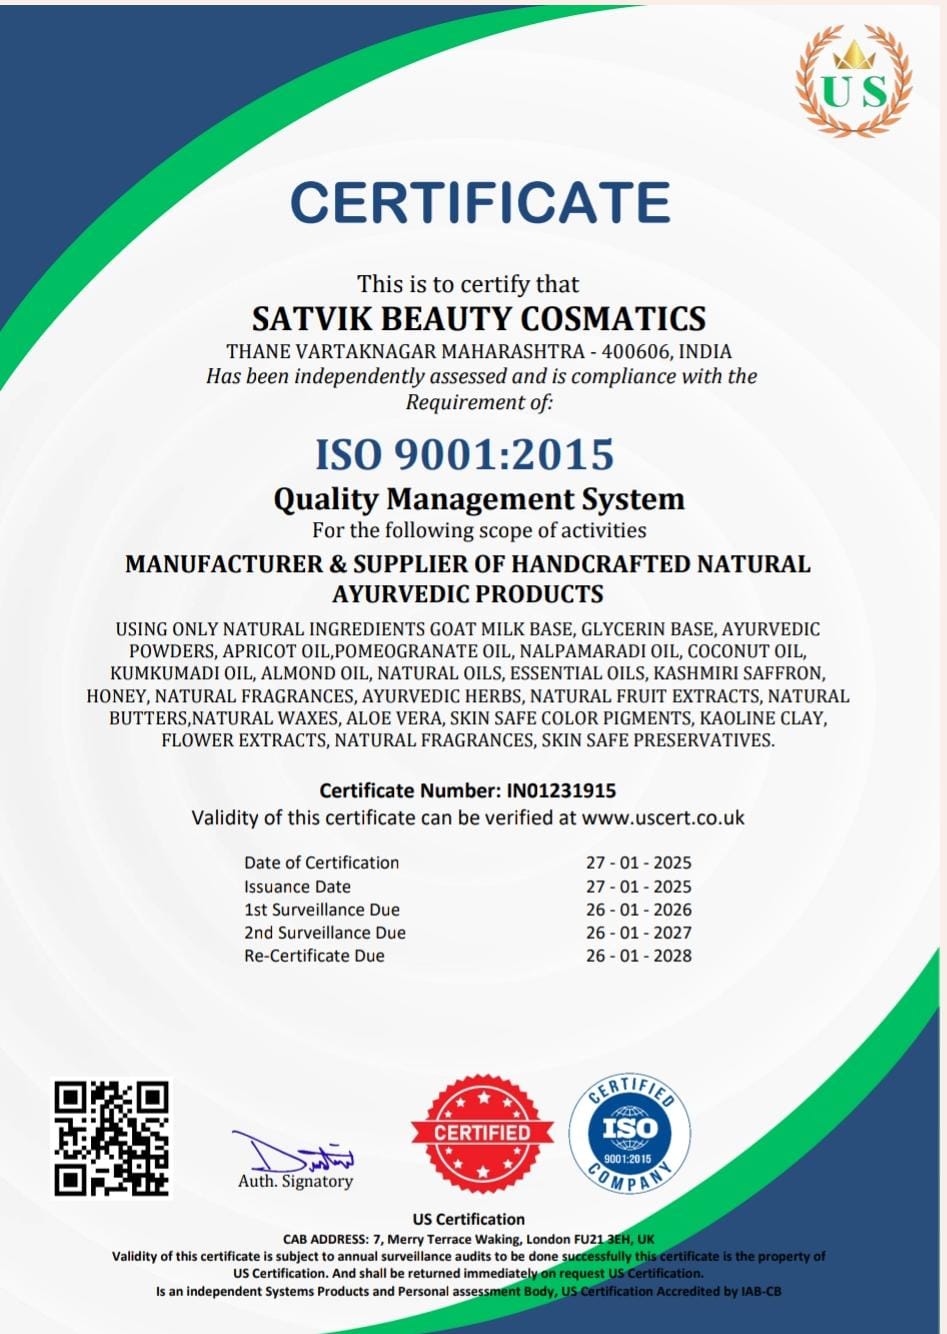 US
CERTIFICATE
This is to certify that
SATVIK BEAUTY COSMATICS
THANE VARTAKNAGAR MAHARASHTRA - 400606, INDIA
Has been independently assessed and is compliance with the
Requirement of:
ISO 9001:2015
Quality Management System
For the following scope of activities
MANUFACTURER & SUPPLIER OF HANDCRAFTED NATURAL
AYURVEDIC PRODUCTS
USING ONLY NATURAL INGREDIENTS GOAT MILK BASE, GLYCERIN BASE, AYURVEDIC
POWDERS, APRICOT OIL,POMEOGRANATE OIL, NALPAMARADI OIL, COCONUT OIL,
KUMKUMADI OIL, ALMOND OIL, NATURAL OILS, ESSENTIAL OILS, KASHMIRI SAFFRON,
HONEY, NATURAL FRAGRANCES, AYURVEDIC HERBS, NATURAL FRUIT EXTRACTS, NATURAL
BUTTERS,NATURAL WAXES, ALOE VERA, SKIN SAFE COLOR PIGMENTS, KAOLINE CLAY,
FLOWER EXTRACTS, NATURAL FRAGRANCES, SKIN SAFE PRESERVATIVES.
Certificate Number: IN01231915
Validity of this certificate can be verified at www.uscert.co.uk
Date of Certification 27 - 01 - 2025
Issuance Date 27 - 01 - 2025
1st Surveillance Due 26 - 01 - 2026
2nd Surveillance Due 26 - 01 - 2027
Re-Certificate Due 26 - 01 - 2028
Auth. Signatory
CERTIFIED
CERTIFIED
ISO
9001:2015
COMPANY
US Certification
CAB ADDRESS: 7, Merry Terrace Waking, London FU21 3EH, UK
Validity of this certificate is subject to annual surveillance audits to be done successfully this certificate is the property of
US Certification. And shall be returned immediately on request US Certification.
Is an independent Systems Products and Personal assessment Body, US Certification Accredited by IAB-CB